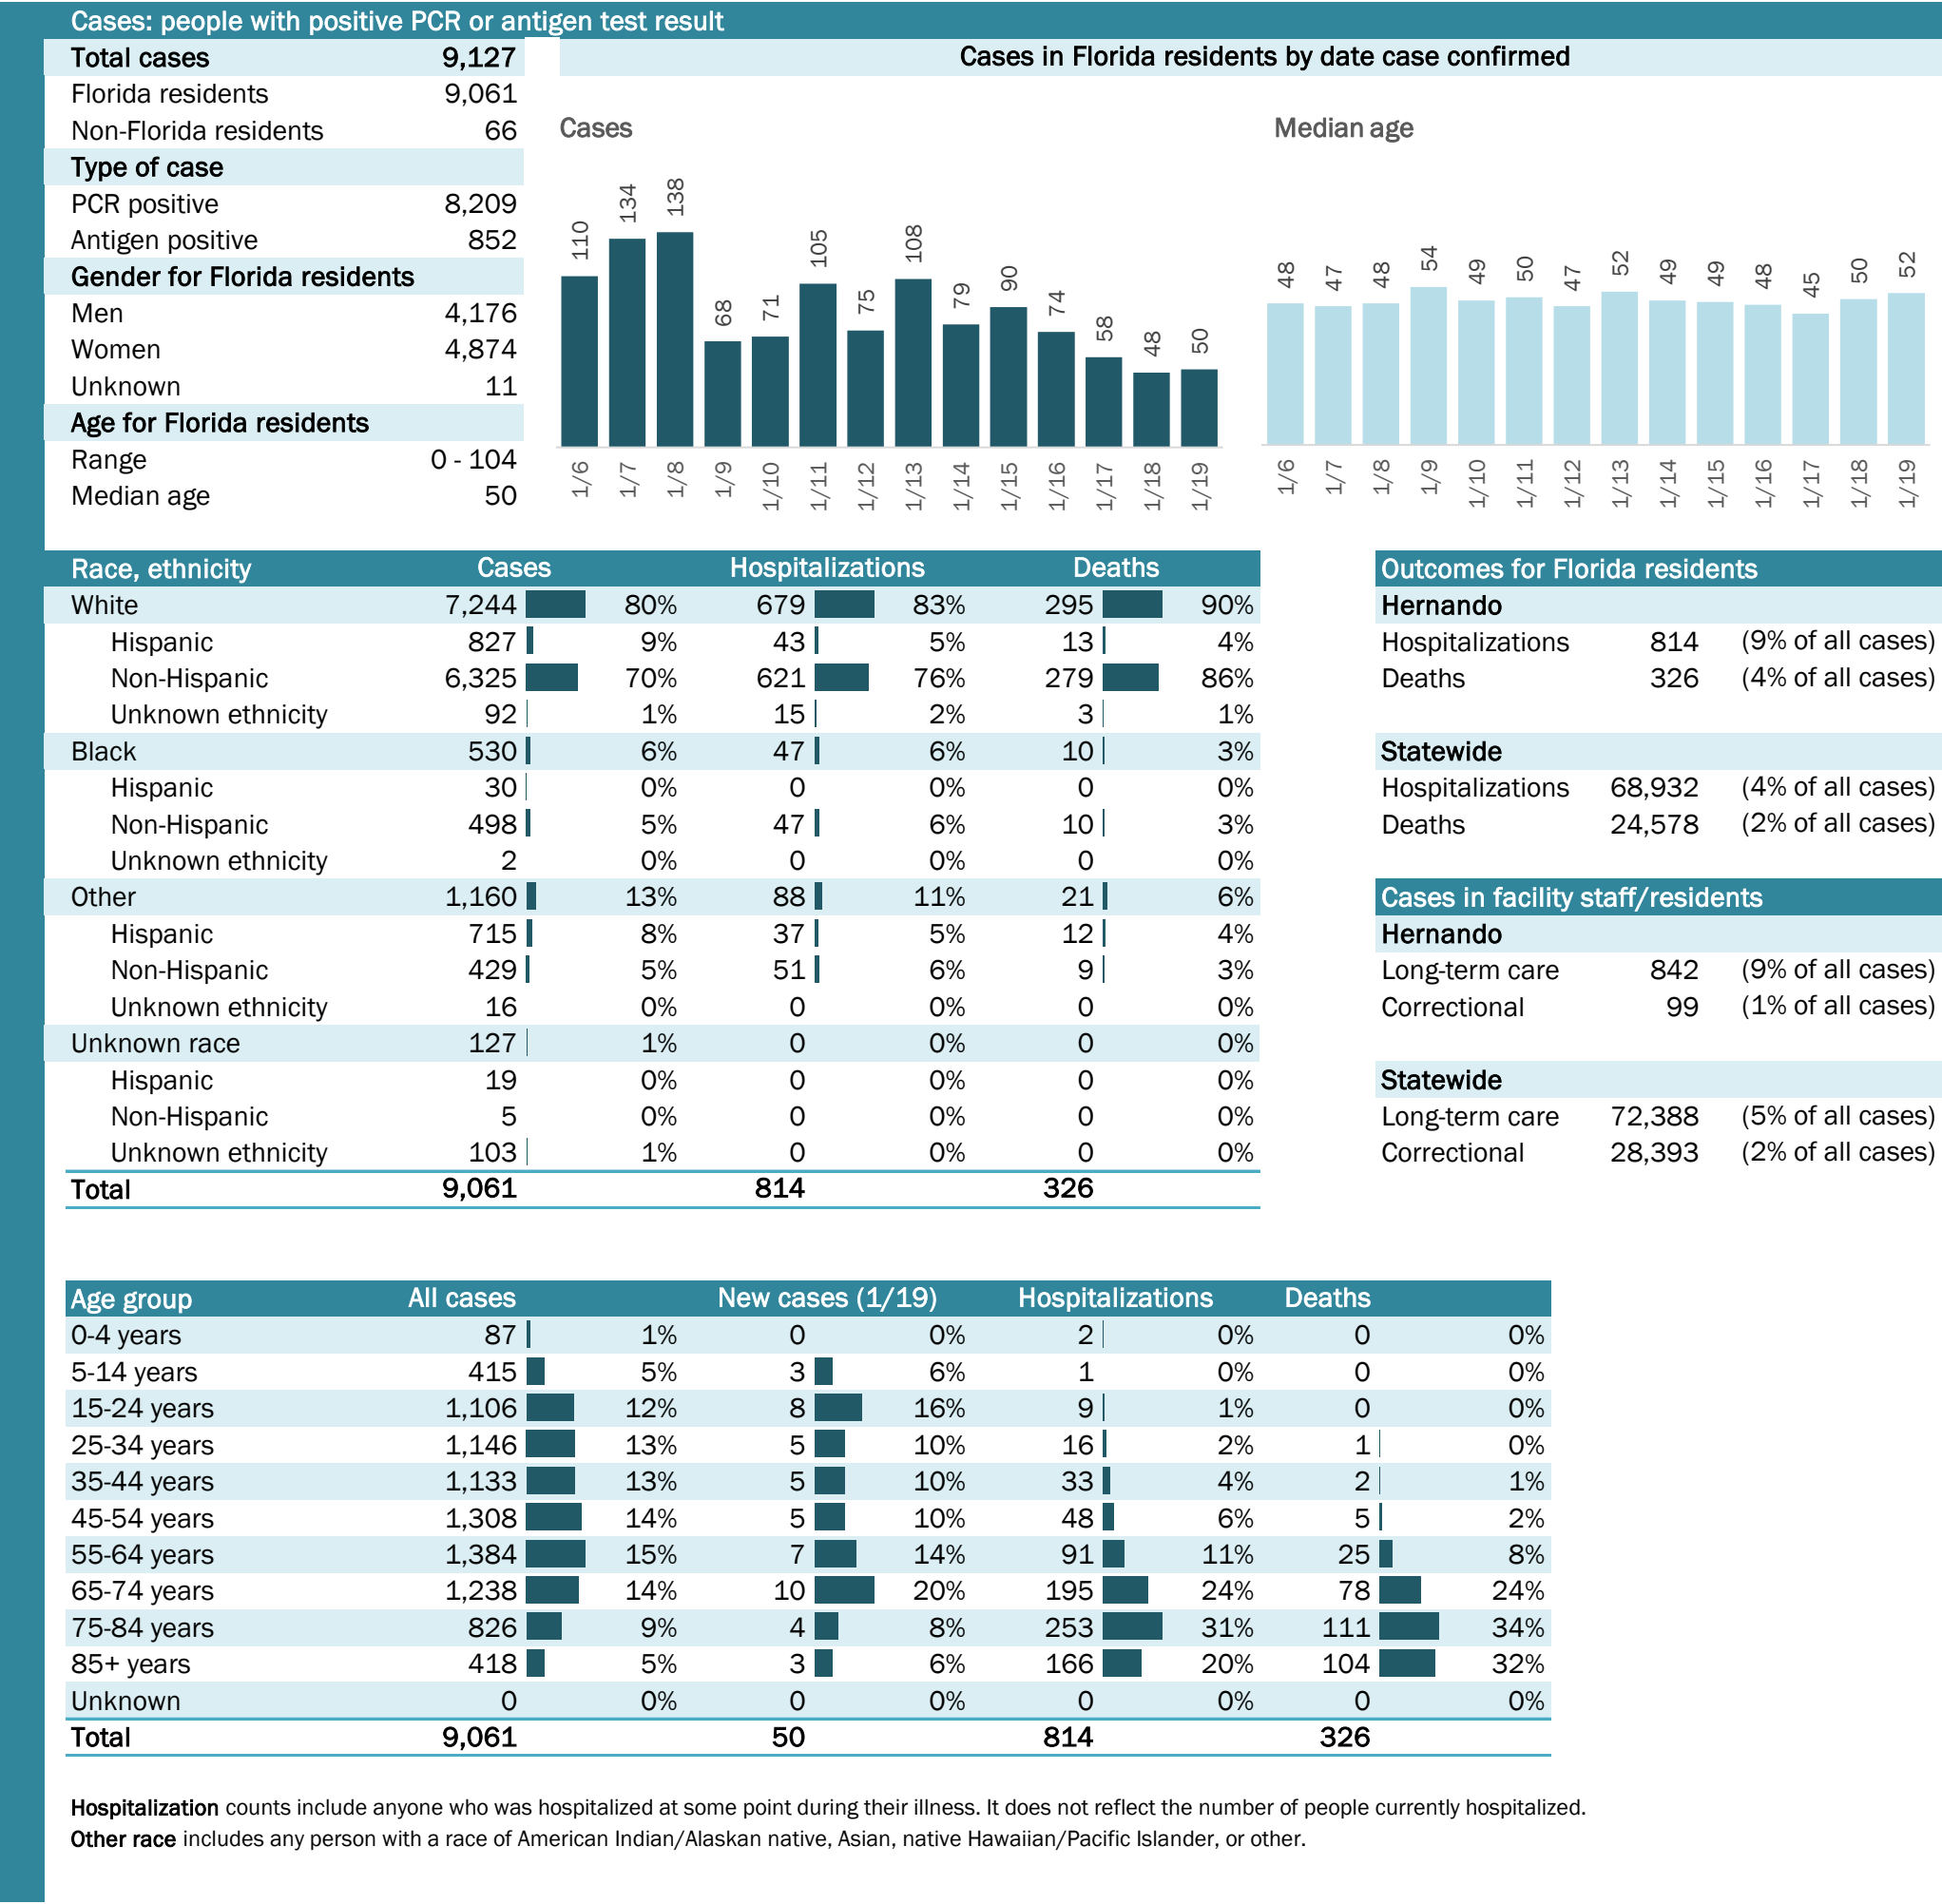 Cases: people with positive PCR or antigen test result
Total cases 9,127
Florida residents 9,061
Non-Florida residents 66
Type of case
PCR positive 8,209
Antigen positive 852
Gender for Florida residents
Men 4,176
Women 4,874
Unknown 11
Age for Florida residents
Range 0 - 104
Median age 50
Cases in Florida residents by date case confirmed
Cases
110 134 138 68 71 105 75 108 79 90 74 58 48 50
1/6 1/7 1/8 1/9 1/10 1/11 1/12 1/13 1/14 1/15 1/16 1/17 1/18 1/19
Median age
48 47 48 54 49 50 47 52 49 49 48 45 50 52
1/6 1/7 1/8 1/9 1/10 1/11 1/12 1/13 1/14 1/15 1/16 1/17 1/18 1/19
Race, ethnicity Cases Hospitalizations Deaths
White 7,244 80% 679 83% 295 90%
Hispanic 827 9% 43 5% 13 4%
Non-Hispanic 6,325 70% 621 76% 279 86%
Unknown ethnicity 92 1% 15 2% 3 1%
Black 530 6% 47 6% 10 3%
Hispanic 30 0% 0 0% 0 0%
Non-Hispanic 498 5% 47 6% 10 3%
Unknown ethnicity 2 0% 0 0% 0 0%
Other 1,160 13% 88 11% 21 6%
Hispanic 715 8% 37 5% 12 4%
Non-Hispanic 429 5% 51 6% 9 3%
Unknown ethnicity 16 0% 0 0% 0 0%
Unknown race 127 1% 0 0% 0 0%
Hispanic 19 0% 0 0% 0 0%
Non-Hispanic 5 0% 0 0% 0 0%
Unknown ethnicity 103 1% 0 0% 0 0%
Total 9,061 814 326
Outcomes for Florida residents
Hernando
Hospitalizations 814 (9% of all cases)
Deaths 326 (4% of all cases)
Statewide
Hospitalizations 68,932 (4% of all cases)
Deaths 24,578 (2% of all cases)
Cases in facility staff/residents
Hernando
Long-term care 842 (9% of all cases)
Correctional 99 (1% of all cases)
Statewide
Long-term care 72,388 (5% of all cases)
Correctional 28,393 (2% of all cases)
Age group All cases New cases (1/19) Hospitalizations Deaths
0-4 years 87 1% 0 0% 2 0% 0 0%
5-14 years 415 5% 3 6% 1 0% 0 0%
15-24 years 1,106 12% 8 16% 9 1% 0 0%
25-34 years 1,146 13% 5 10% 16 2% 1 0%
35-44 years 1,133 13% 5 10% 33 4% 2 1%
45-54 years 1,308 14% 5 10% 48 6% 5 2%
55-64 years 1,384 15% 7 14% 91 11% 25 8%
65-74 years 1,238 14% 10 20% 195 24% 78 24%
75-84 years 826 9% 4 8% 253 31% 111 34%
85+ years 418 5% 3 6% 166 20% 104 32%
Unknown 0 0% 0 0% 0 0% 0 0%
Total 9,061 50 814 326
Hospitalization counts include anyone who was hospitalized at some point during their illness. It does not reflect the number of people currently hospitalized.
Other race includes any person with a race of American Indian/Alaskan native, Asian, native Hawaiian/Pacific Islander, or other.